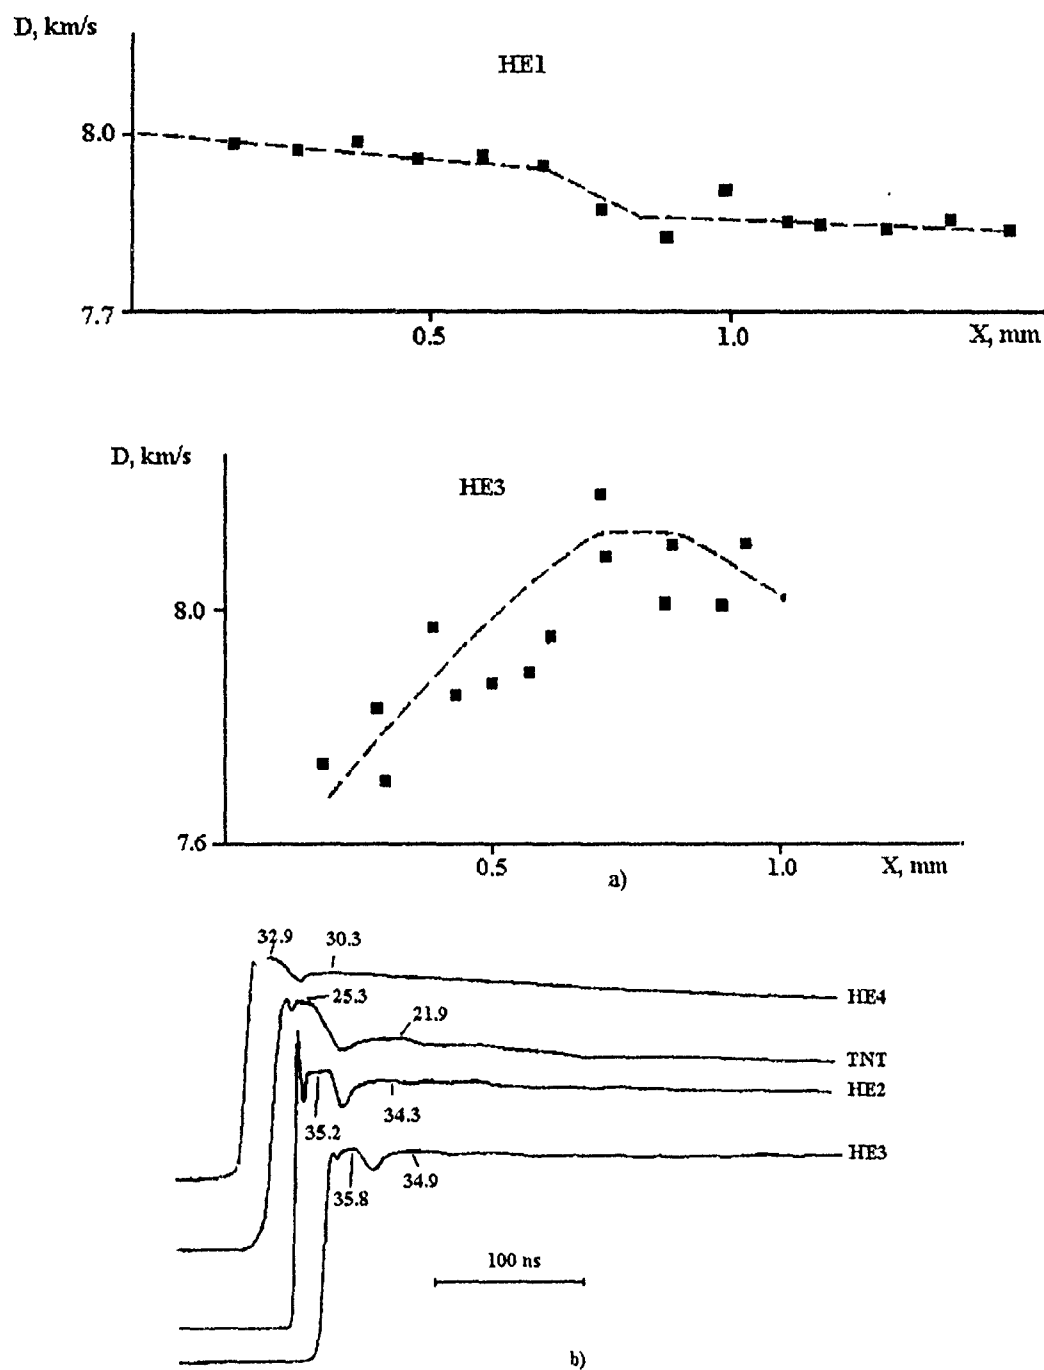 D, km/s
HE1
8.0
7.7
0.5
1.0
X, mm
D, km/s
HE3
8.0
7.6
0.5
1.0
X, mm
a)
32.9
30.3
HE4
25.3
21.9
TNT
HE2
35.2
34.3
HE3
35.8
34.9
100 ns
b)